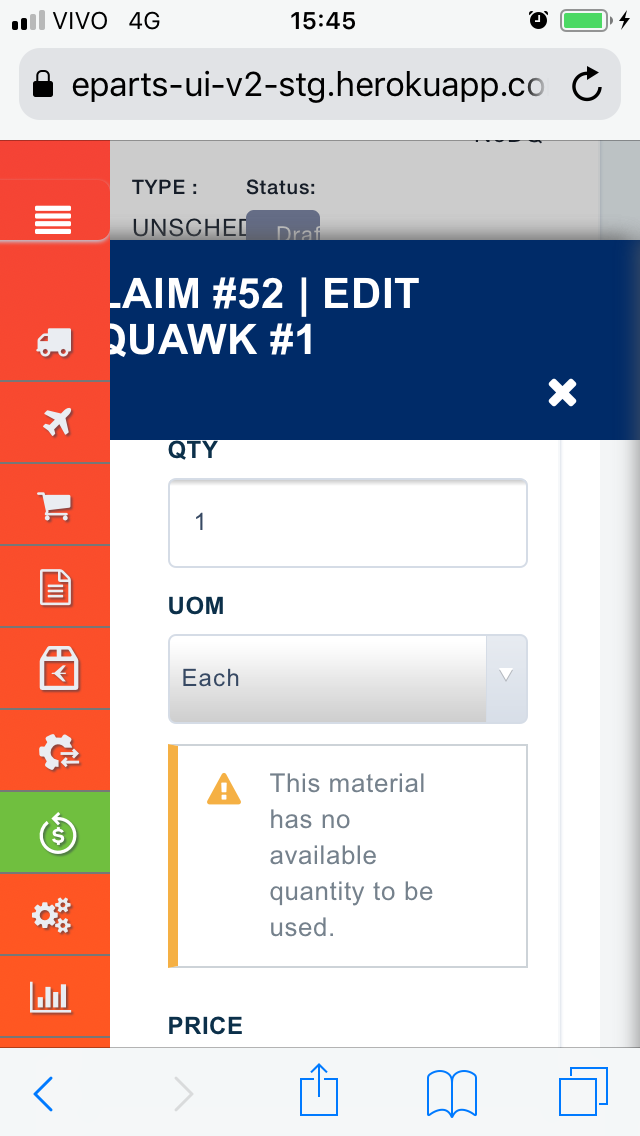 VIVO 4G 15:45
eparts-ui-v2-stg.herokuapp.co
TYPE : Status:
UNSCHED Draf
LAIM #52 | EDIT
QUAWK #1
QTY
1
UOM
Each
This material
has no
available
quantity to be
used.
PRICE